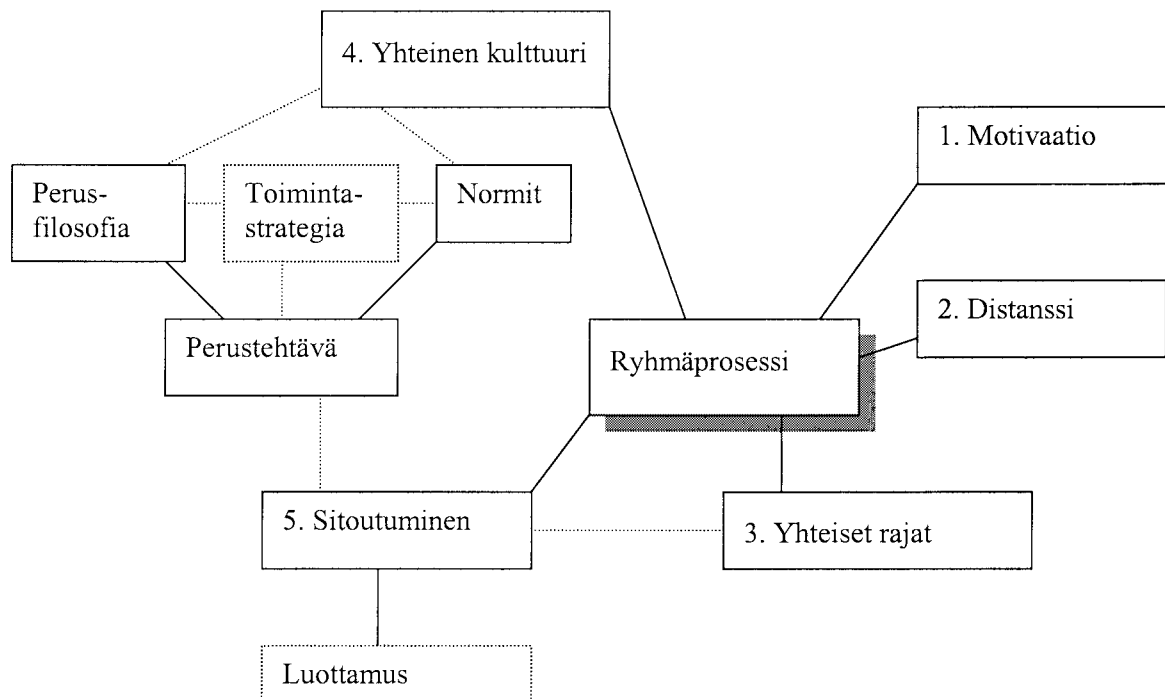 4. Yhteinen kulttuuri
1. Motivaatio
Perus-
filosofia
Toiminta-
strategia
Normit
2. Distanssi
Perustehtävä
Ryhmäprosessi
5. Sitoutuminen
3. Yhteiset rajat
Luottamus